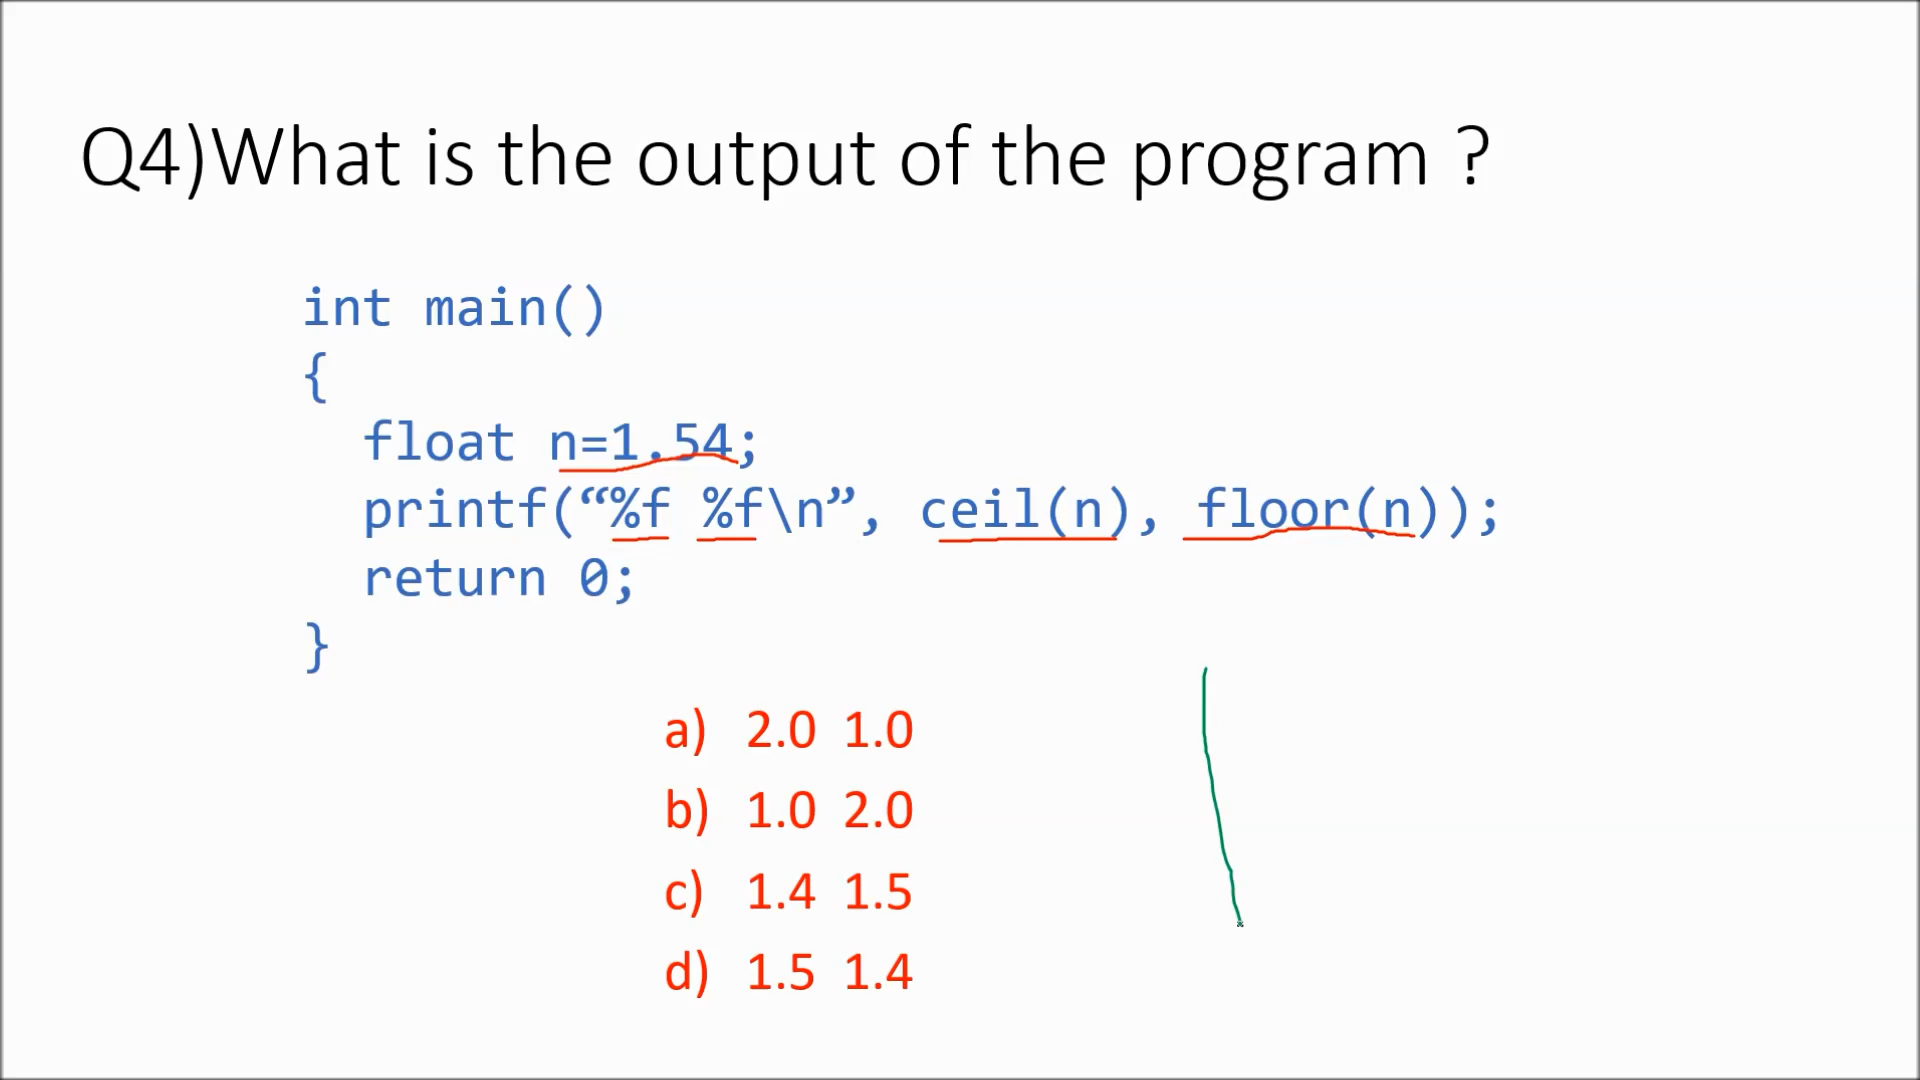 Q4)What is the output of the program ?
int main()
{
float n=1.54;
printf(“%f %f\n”, ceil(n), floor(n));
return 0;
}
a) 2.0 1.0
b) 1.0 2.0
c) 1.4 1.5
d) 1.5 1.4